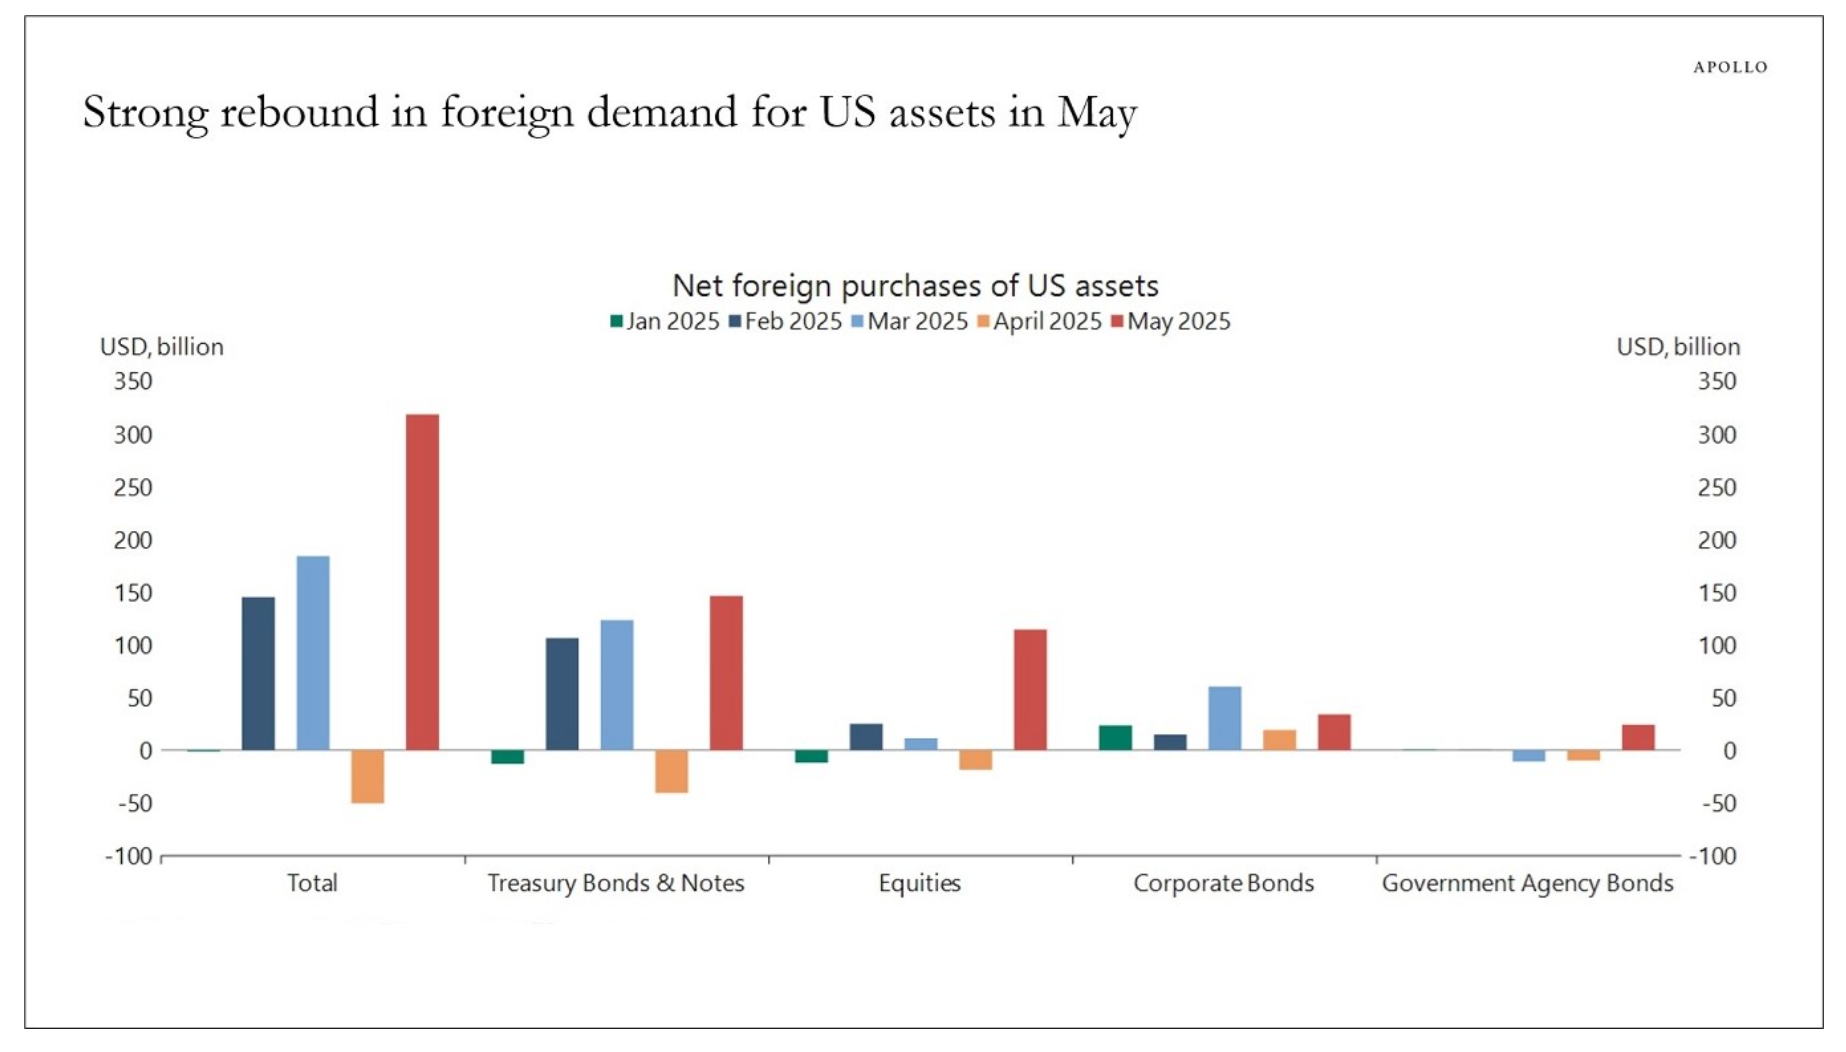 APOLLO
Strong rebound in foreign demand for US assets in May
Net foreign purchases of US assets
Jan 2025 Feb 2025 Mar 2025 April 2025 May 2025
USD, billion USD, billion
350 350
300 300
250 250
200 200
150 150
100 100
50 50
0 0
-50 -50
-100 -100
Total Treasury Bonds & Notes Equities Corporate Bonds Government Agency Bonds